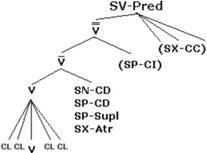 SV-Pred
V̿
(SX-CC)
V̄
(SP-CI)
V
SN-CD
SP-CD
SP-Supl
SX-Atr
CL CL V CL CL